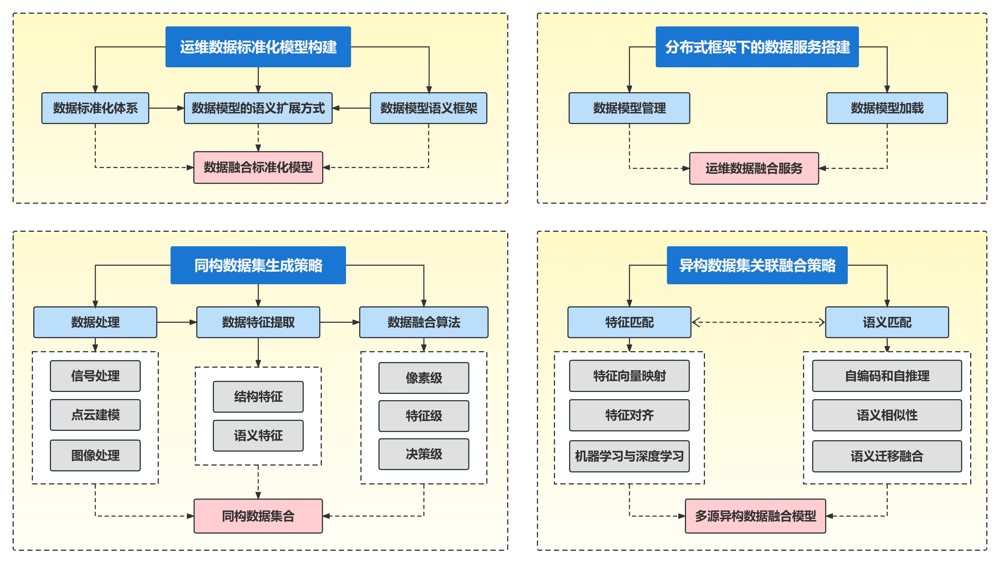 运维数据标准化模型构建
数据标准化体系
数据模型的语义扩展方式
数据模型语义框架
数据融合标准化模型
分布式框架下的数据服务搭建
数据模型管理
数据模型加载
运维数据融合服务
同构数据集生成策略
数据处理
数据特征提取
数据融合算法
信号处理
点云建模
图像处理
结构特征
语义特征
像素级
特征级
决策级
同构数据集合
异构数据集关联融合策略
特征匹配
语义匹配
特征向量映射
特征对齐
机器学习与深度学习
自编码和自推理
语义相似性
语义迁移融合
多源异构数据融合模型